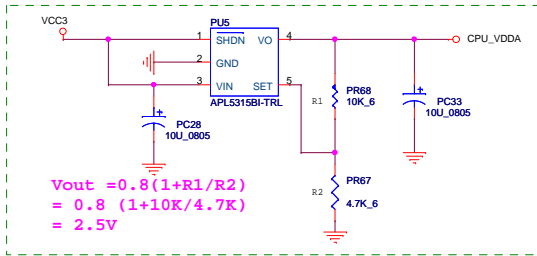 VCC3
PU5
1 SHDN VO 4
CPU_VDDA
2 GND
3 VIN SET 5
APL5315BI-TRL
R1
PR68
10K_6
+
PC33
10U_0805
+
PC28
10U_0805
R2
PR67
4.7K_6
Vout =0.8(1+R1/R2)
= 0.8 (1+10K/4.7K)
= 2.5V